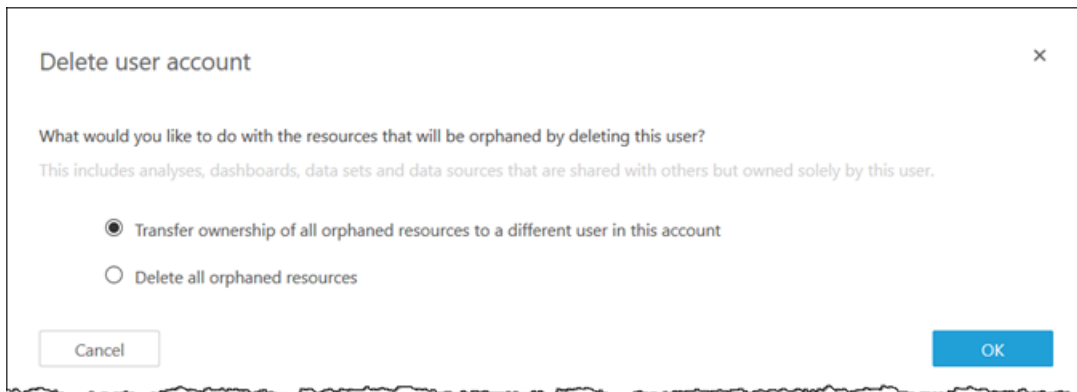 Delete user account
×
What would you like to do with the resources that will be orphaned by deleting this user?
This includes analyses, dashboards, data sets and data sources that are shared with others but owned solely by this user.
Transfer ownership of all orphaned resources to a different user in this account
Delete all orphaned resources
Cancel
OK